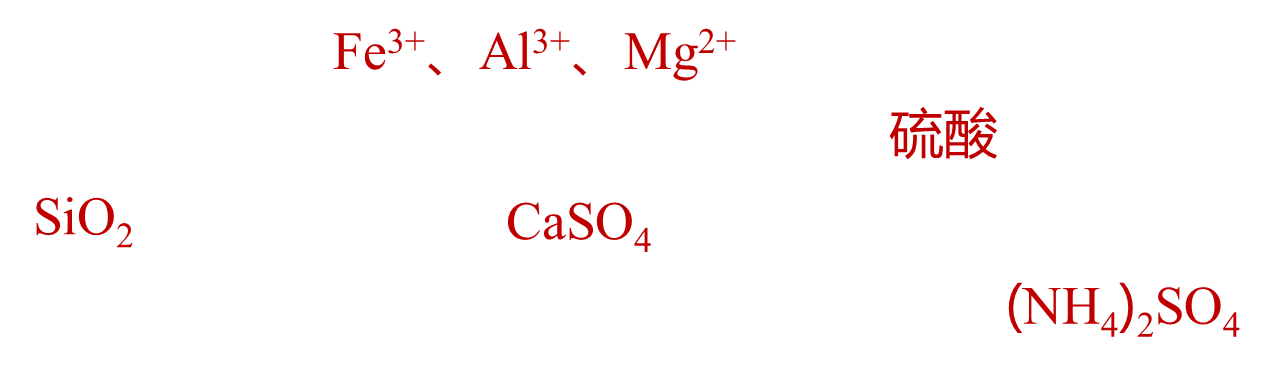 Fe³⁺、Al³⁺、Mg²⁺
硫酸
SiO₂
CaSO₄
(NH₄)₂SO₄